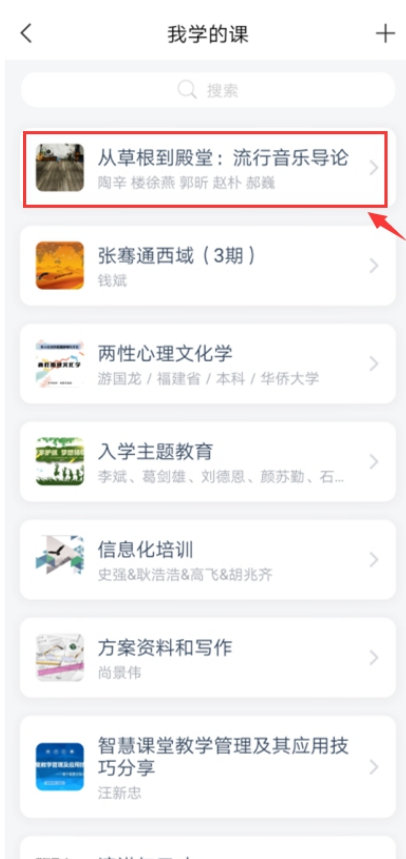 我学的课
搜索
从草根到殿堂：流行音乐导论
陶辛 楼徐燕 郭昕 赵朴 郝巍
张骞通西域（3期）
钱斌
两性心理文化学
游国龙 / 福建省 / 本科 / 华侨大学
入学主题教育
李斌、葛剑雄、刘德恩、颜苏勤、石...
信息化培训
史强&耿浩浩&高飞&胡兆齐
方案资料和写作
尚景伟
智慧课堂教学管理及其应用技
巧分享
汪新忠